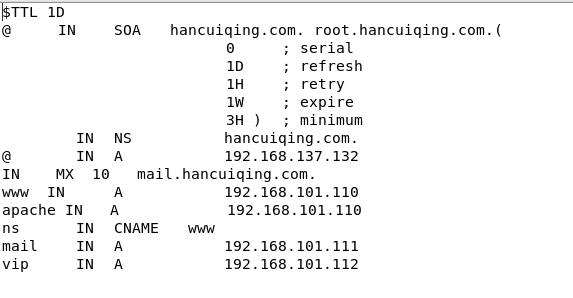 $TTL 1D
@ IN SOA hancuiqing.com. root.hancuiqing.com.(
0 ; serial
1D ; refresh
1H ; retry
1W ; expire
3H ) ; minimum
IN NS hancuiqing.com.
@ IN A 192.168.137.132
IN MX 10 mail.hancuiqing.com.
www IN A 192.168.101.110
apache IN A 192.168.101.110
ns IN CNAME www
mail IN A 192.168.101.111
vip IN A 192.168.101.112